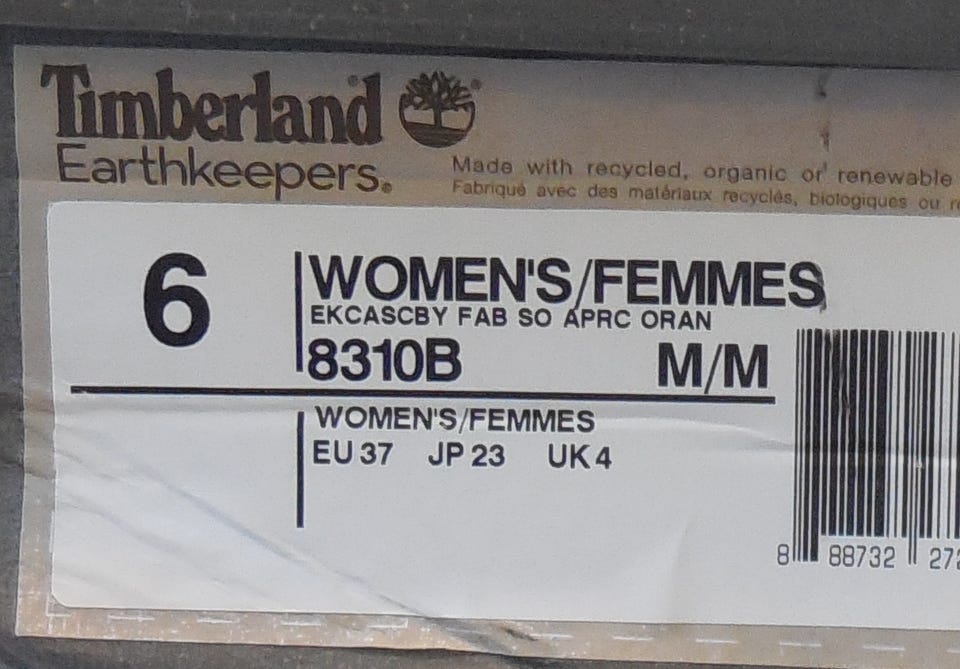 Timberland®
Earthkeepers®
Made with recycled, organic or renewable
Fabriqué avec des matériaux recyclés, biologiques ou
6
WOMEN'S/FEMMES
EKCASCBY FAB SO APRC ORAN
8310B M/M
WOMEN'S/FEMMES
EU 37 JP 23 UK 4
8 88732 272